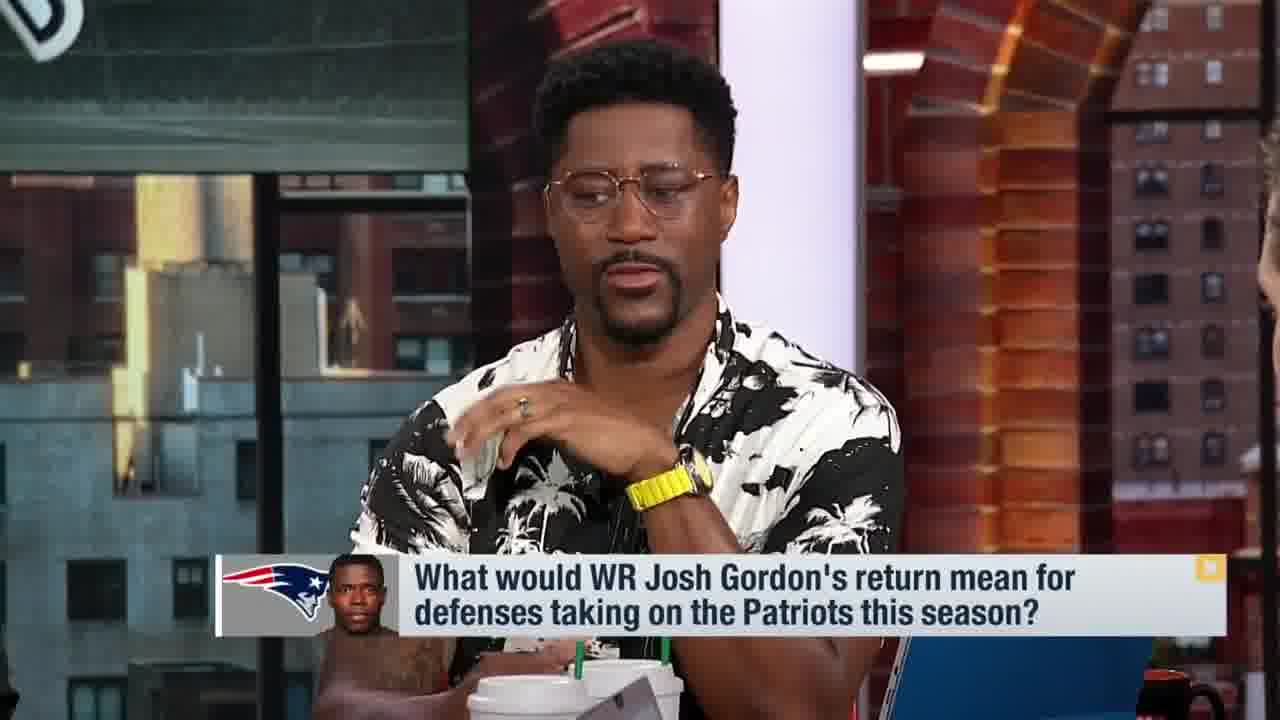 What would WR Josh Gordon's return mean for
defenses taking on the Patriots this season?